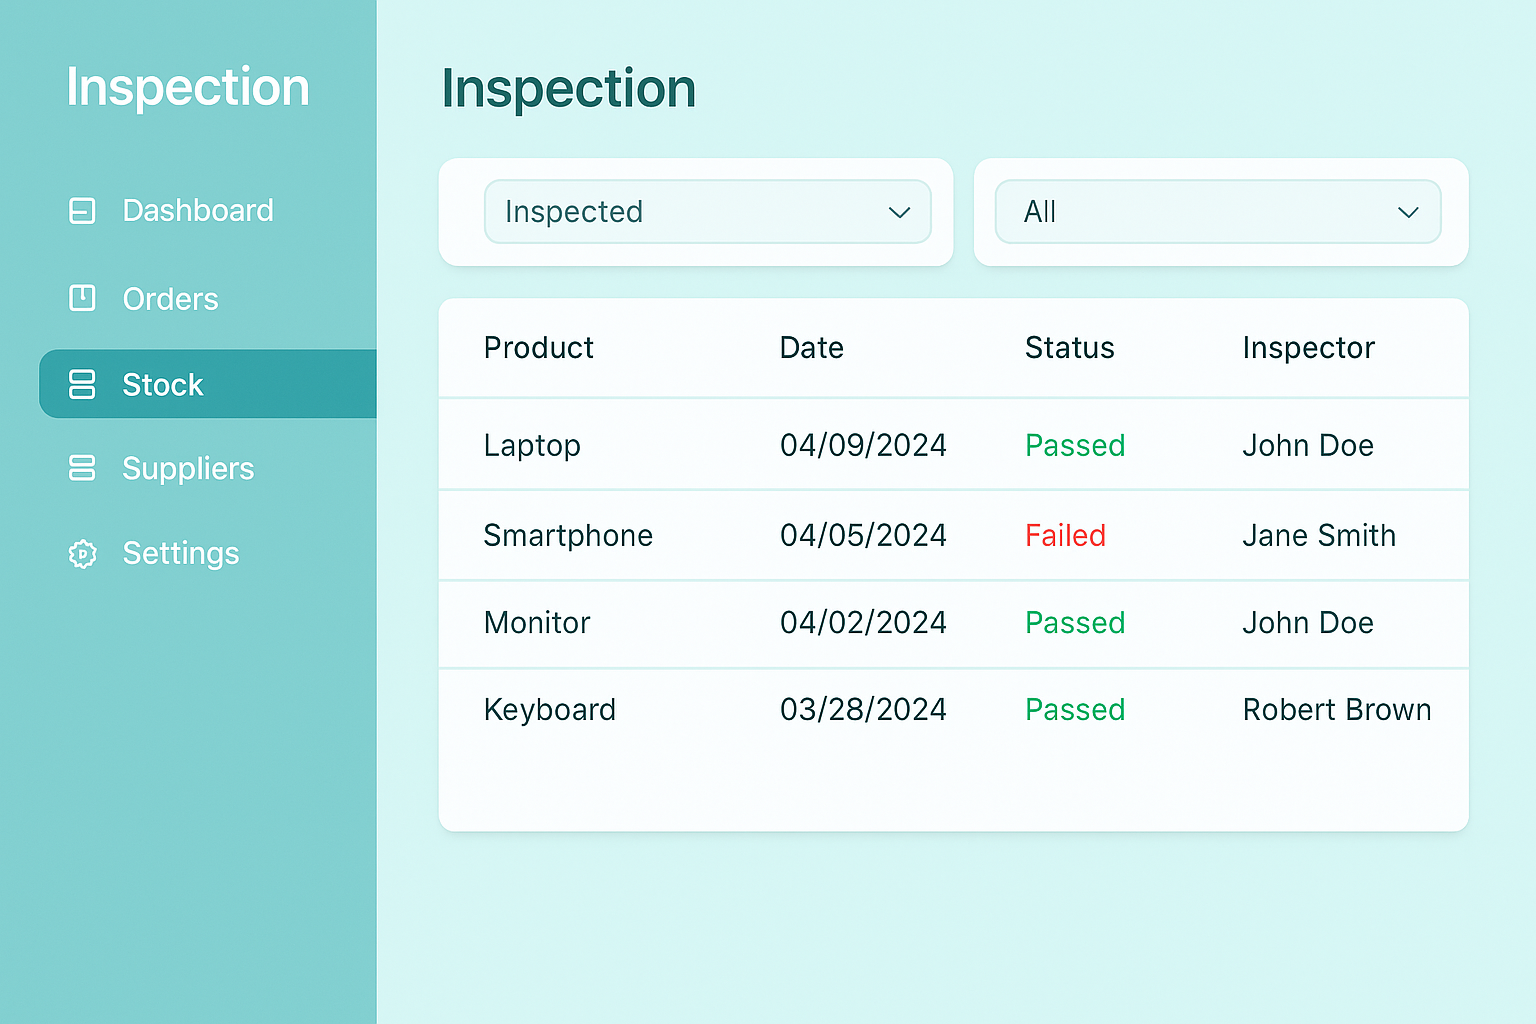 Inspection
Dashboard
Orders
Stock
Suppliers
Settings
Inspection
Inspected
All
Product Date Status Inspector
Laptop 04/09/2024 Passed John Doe
Smartphone 04/05/2024 Failed Jane Smith
Monitor 04/02/2024 Passed John Doe
Keyboard 03/28/2024 Passed Robert Brown